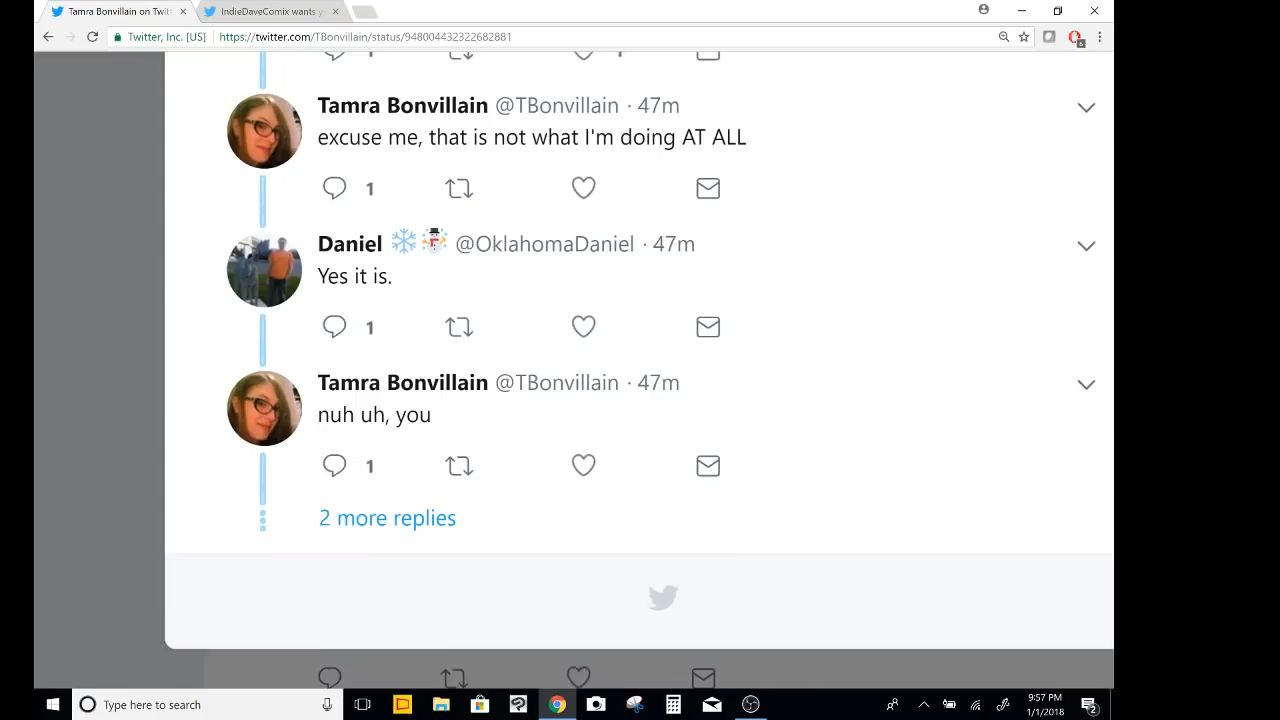 Tamra Bonvillain on Twit
IndieDaveComix wants y
Twitter, Inc. [US] https://twitter.com/TBonvillain/status/948004432322682881
Tamra Bonvillain @TBonvillain · 47m
excuse me, that is not what I'm doing AT ALL
1
Daniel @OklahomaDaniel · 47m
Yes it is.
1
Tamra Bonvillain @TBonvillain · 47m
nuh uh, you
1
2 more replies
Type here to search
9:57 PM
1/1/2018
2